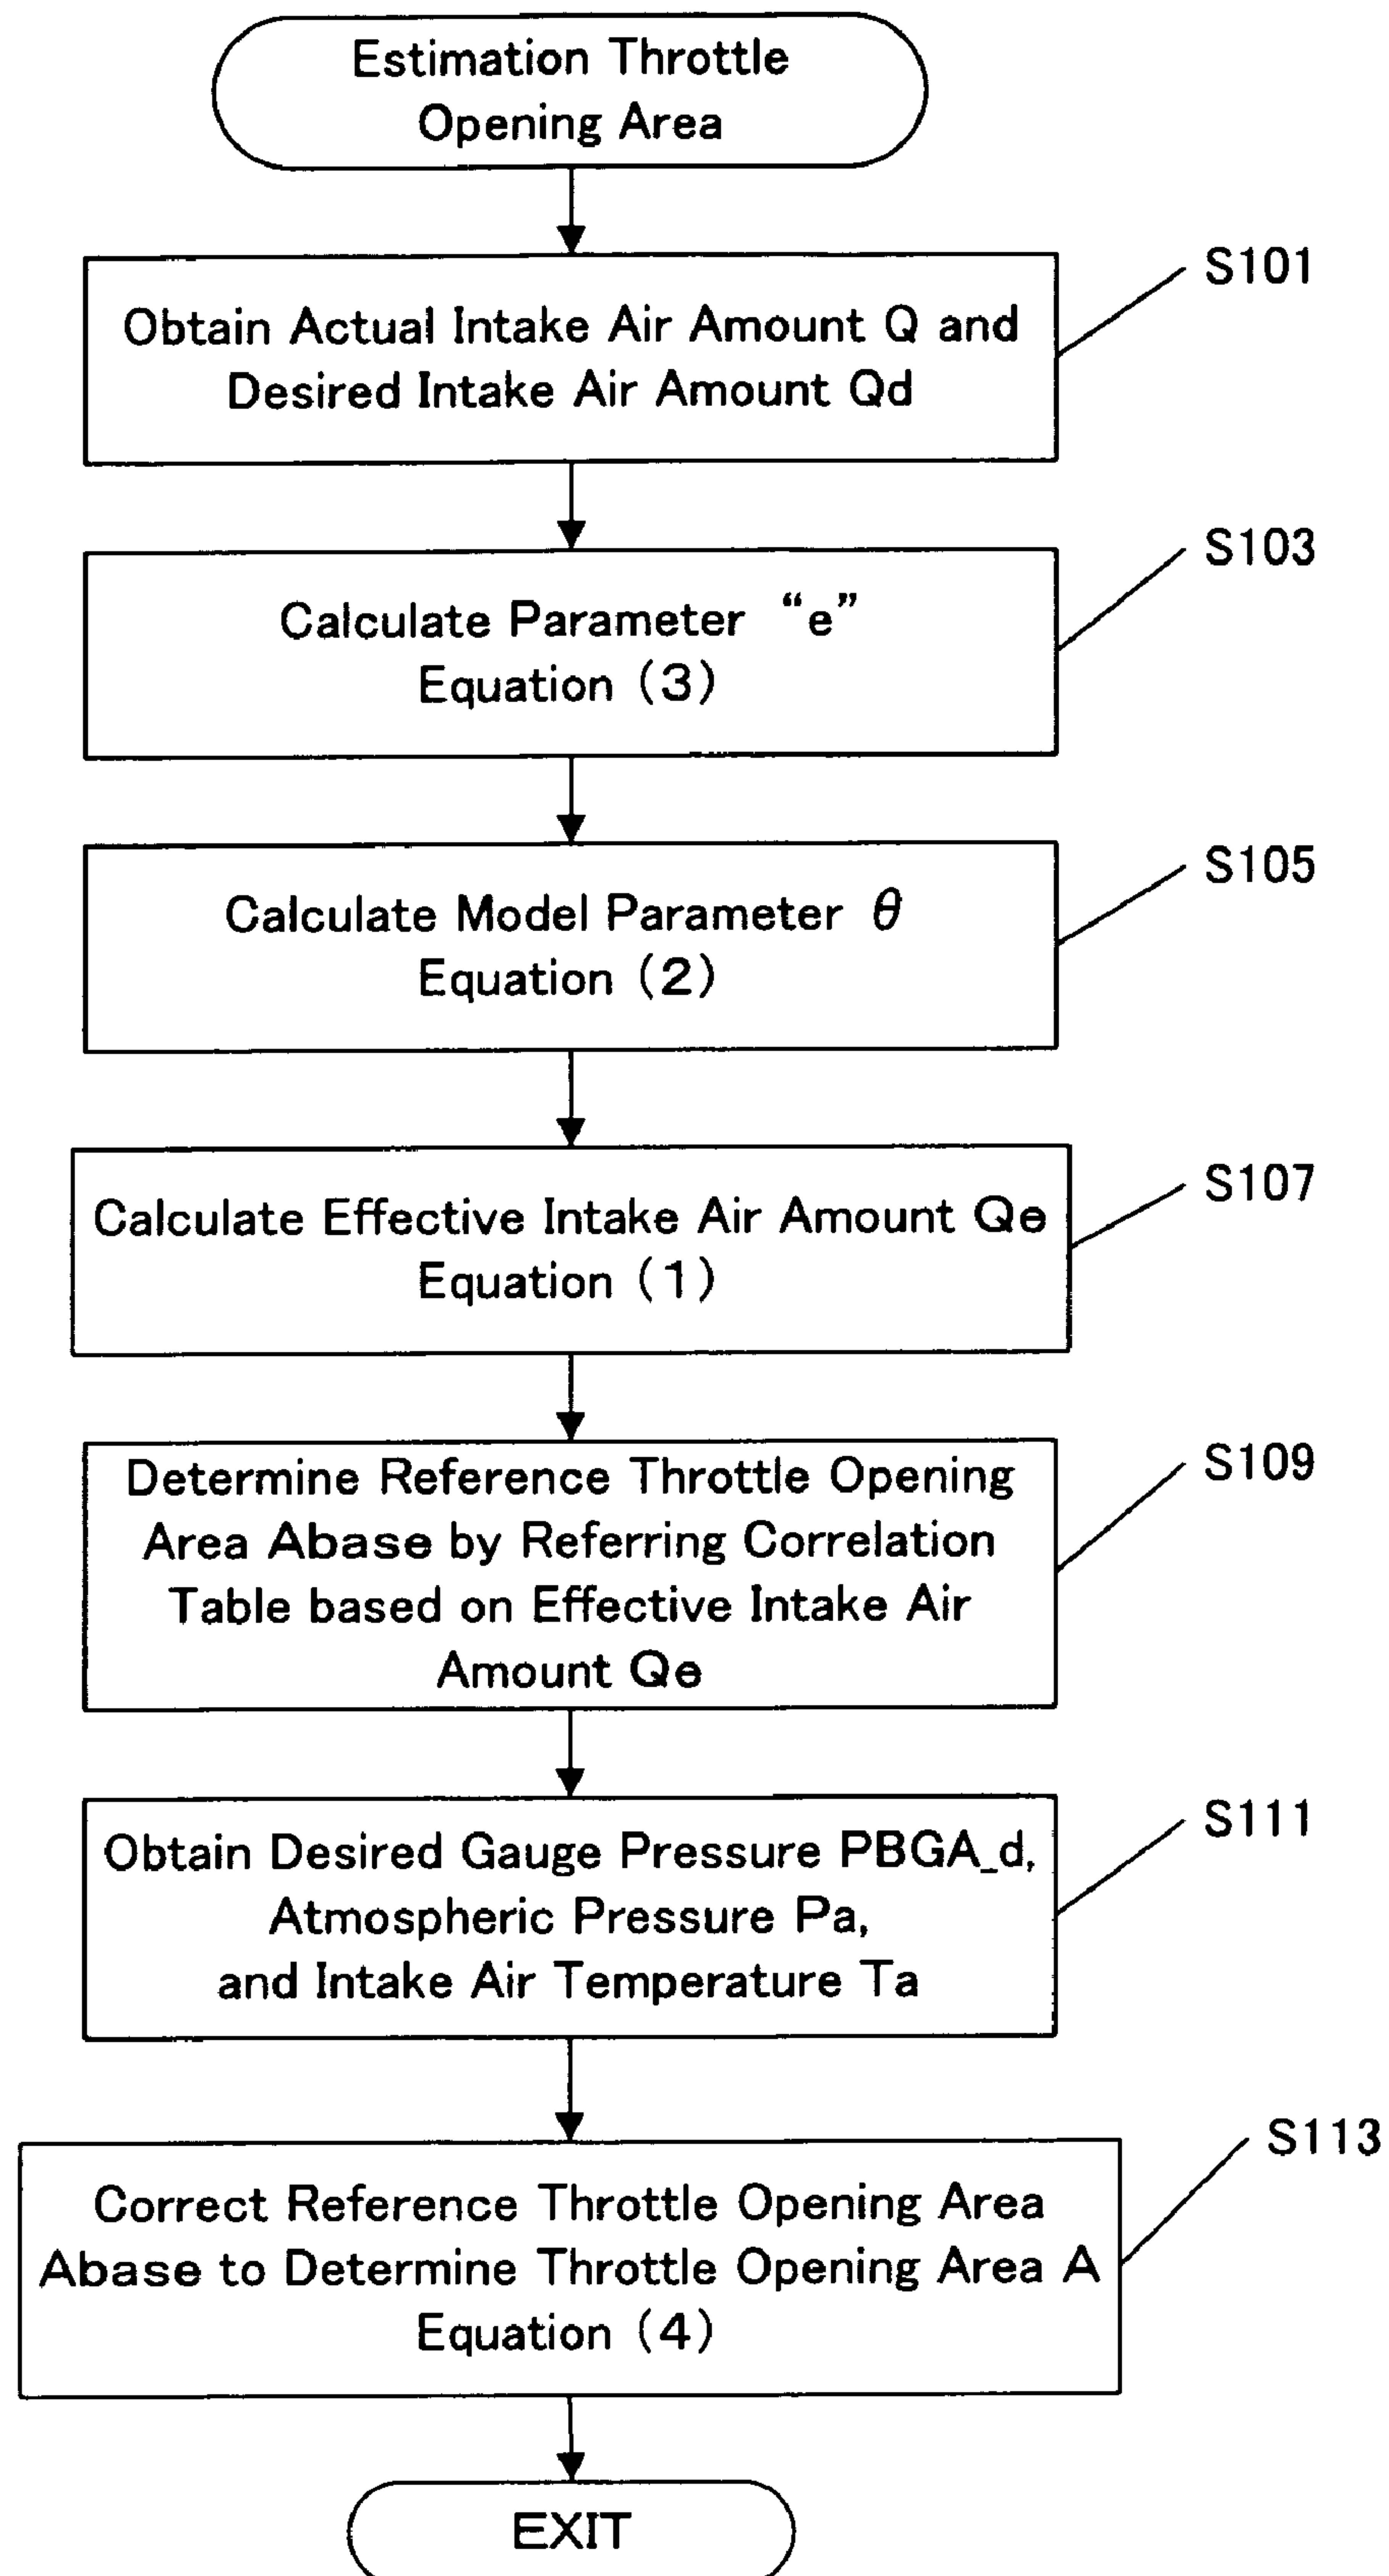 Estimation Throttle
Opening Area
S101
Obtain Actual Intake Air Amount Q and
Desired Intake Air Amount Qd
S103
Calculate Parameter “e”
Equation (3)
S105
Calculate Model Parameter θ
Equation (2)
S107
Calculate Effective Intake Air Amount Qe
Equation (1)
S109
Determine Reference Throttle Opening
Area Abase by Referring Correlation
Table based on Effective Intake Air
Amount Qe
S111
Obtain Desired Gauge Pressure PBGA_d,
Atmospheric Pressure Pa,
and Intake Air Temperature Ta
S113
Correct Reference Throttle Opening Area
Abase to Determine Throttle Opening Area A
Equation (4)
EXIT